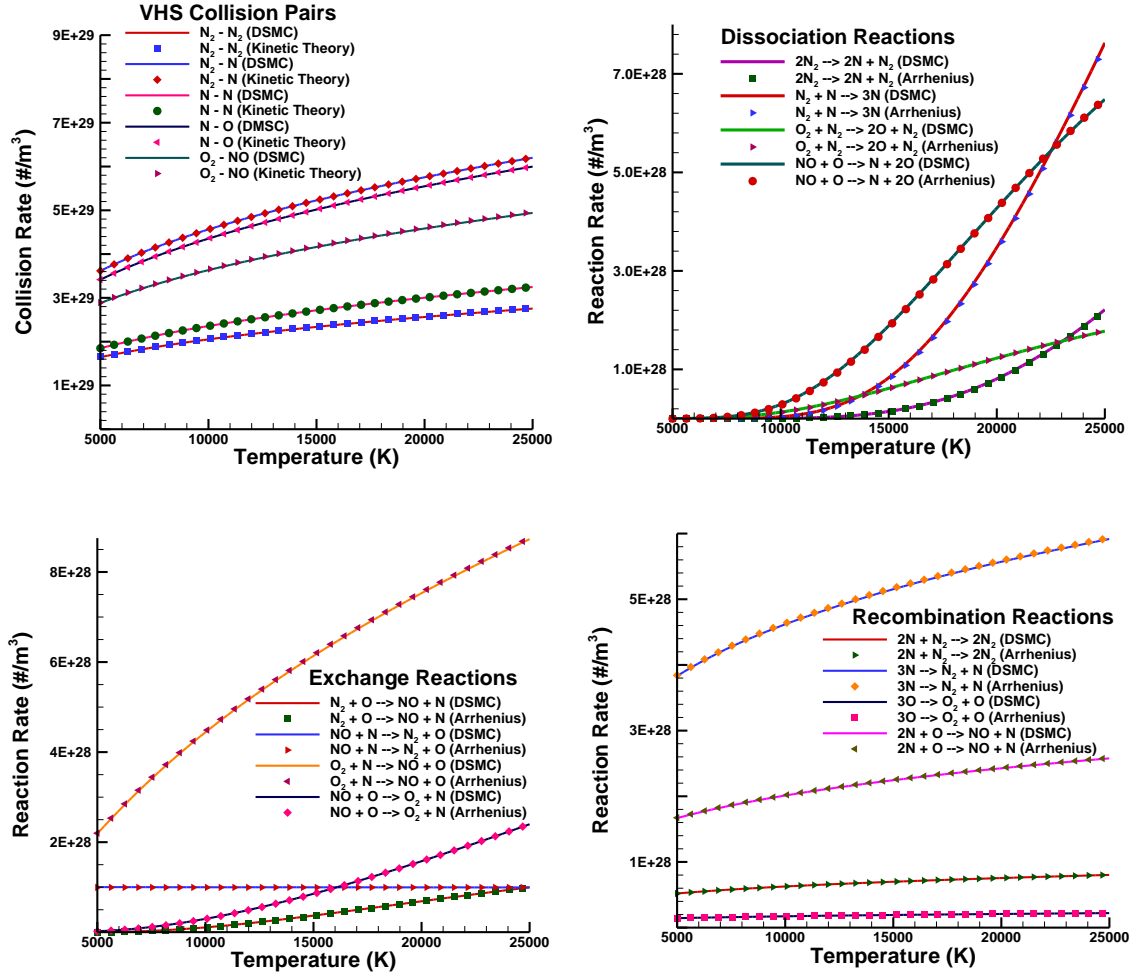 VHS Collision Pairs
N₂ - N₂ (DSMC)
N₂ - N₂ (Kinetic Theory)
N₂ - N (DSMC)
N₂ - N (Kinetic Theory)
N - N (DSMC)
N - N (Kinetic Theory)
N - O (DMSC)
N - O (Kinetic Theory)
O₂ - NO (DSMC)
O₂ - NO (Kinetic Theory)
Collision Rate (#/m³)
9E+29
7E+29
6E+29
5E+29
3E+29
1E+29
5000 10000 15000 20000 25000
Temperature (K)
Dissociation Reactions
2N₂ --> 2N + N₂ (DSMC)
2N₂ --> 2N + N₂ (Arrhenius)
N₂ + N --> 3N (DSMC)
N₂ + N --> 3N (Arrhenius)
O₂ + N₂ --> 2O + N₂ (DSMC)
O₂ + N₂ --> 2O + N₂ (Arrhenius)
NO + O --> N + 2O (DSMC)
NO + O --> N + 2O (Arrhenius)
Reaction Rate (#/m³)
7.0E+28
5.0E+28
3.0E+28
1.0E+28
5000 10000 15000 20000 25000
Temperature (K)
Exchange Reactions
N₂ + O --> NO + N (DSMC)
N₂ + O --> NO + N (Arrhenius)
NO + N --> N₂ + O (DSMC)
NO + N --> N₂ + O (Arrhenius)
O₂ + N --> NO + O (DSMC)
O₂ + N --> NO + O (Arrhenius)
NO + O --> O₂ + N (DSMC)
NO + O --> O₂ + N (Arrhenius)
Reaction Rate (#/m³)
8E+28
6E+28
4E+28
2E+28
5000 10000 15000 20000 25000
Temperature (K)
Recombination Reactions
2N + N₂ --> 2N₂ (DSMC)
2N + N₂ --> 2N₂ (Arrhenius)
3N --> N₂ + N (DSMC)
3N --> N₂ + N (Arrhenius)
3O --> O₂ + O (DSMC)
3O --> O₂ + O (Arrhenius)
2N + O --> NO + N (DSMC)
2N + O --> NO + N (Arrhenius)
Reaction Rate (#/m³)
5E+28
3E+28
1E+28
5000 10000 15000 20000 25000
Temperature (K)